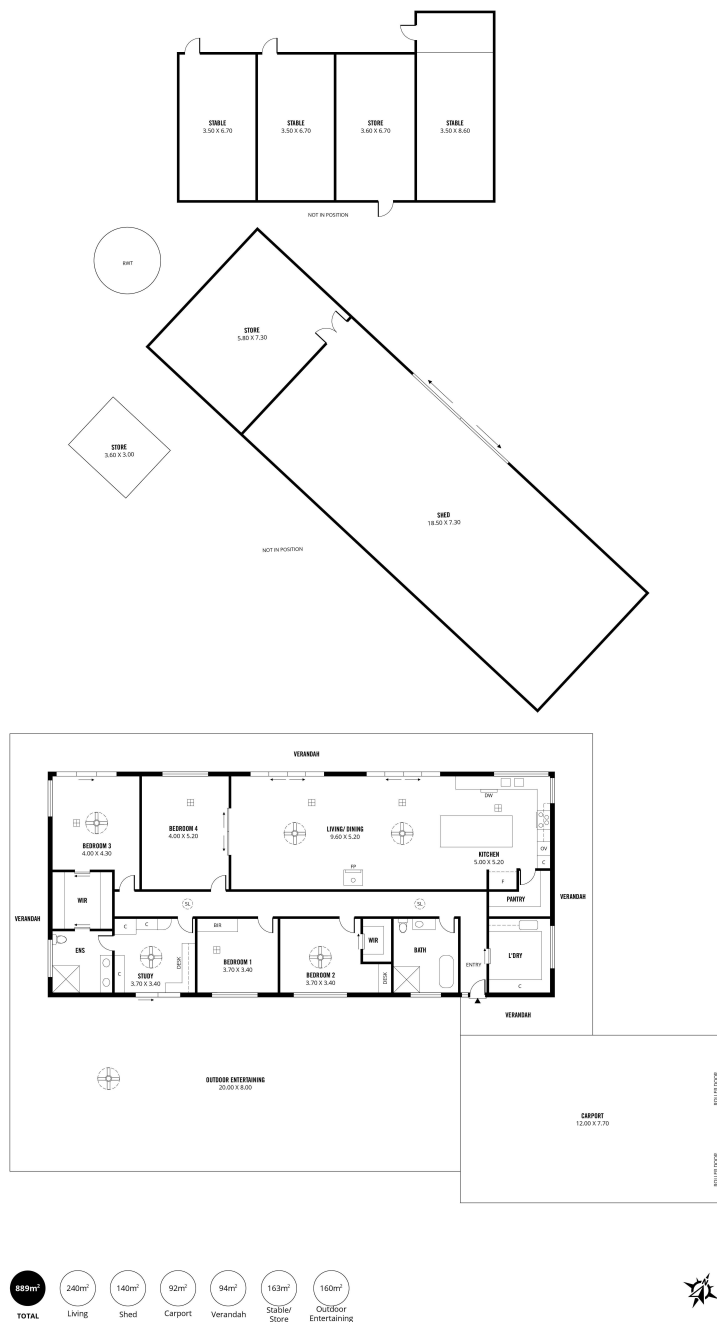 STABLE
3.50 X 6.70
STABLE
3.50 X 6.70
STORE
3.60 X 6.70
STABLE
3.50 X 8.60
NOT IN POSITION
RWT
STORE
5.80 X 7.30
STORE
3.60 X 3.00
SHED
18.50 X 7.30
NOT IN POSITION
VERANDAH
BEDROOM 3
4.00 X 4.30
BEDROOM 4
4.00 X 5.20
LIVING/ DINING
9.60 X 5.20
DW
KITCHEN
5.00 X 5.20
OV
C
FP
F
PANTRY
VERANDAH
VERANDAH
WIR
SL
SL
ENS
C
C
C
STUDY
3.70 X 3.40
DESK
BIR
BEDROOM 1
3.70 X 3.40
BEDROOM 2
3.70 X 3.40
WIR
DESK
BATH
ENTRY
L'DRY
C
VERANDAH
OUTDOOR ENTERTAINING
20.00 X 8.00
CARPORT
12.00 X 7.70
ROLLER DOOR
ROLLER DOOR
889m²
TOTAL
240m²
Living
140m²
Shed
92m²
Carport
94m²
Verandah
163m²
Stable/
Store
160m²
Outdoor
Entertaining